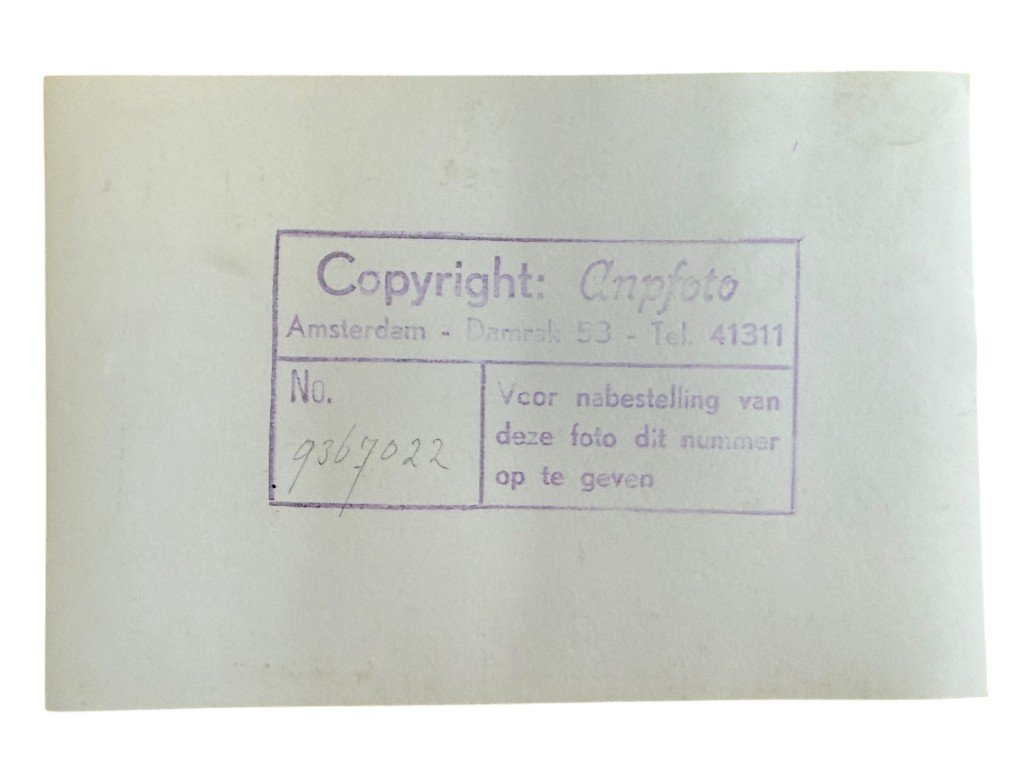 Copyright: Anpfoto
Amsterdam - Damrak 53 - Tel. 41311
No.
9367022
Voor nabestelling van
deze foto dit nummer
op te geven